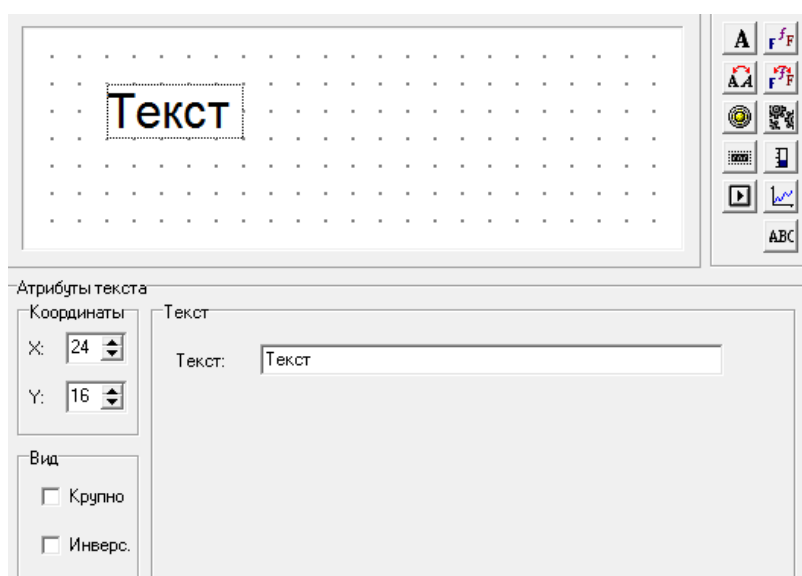 Текст
A
F f F
A A
F F
ABC
Атрибуты текста
Координаты
X: 24
Y: 16
Текст
Текст: Текст
Вид
Крупно
Инверс.